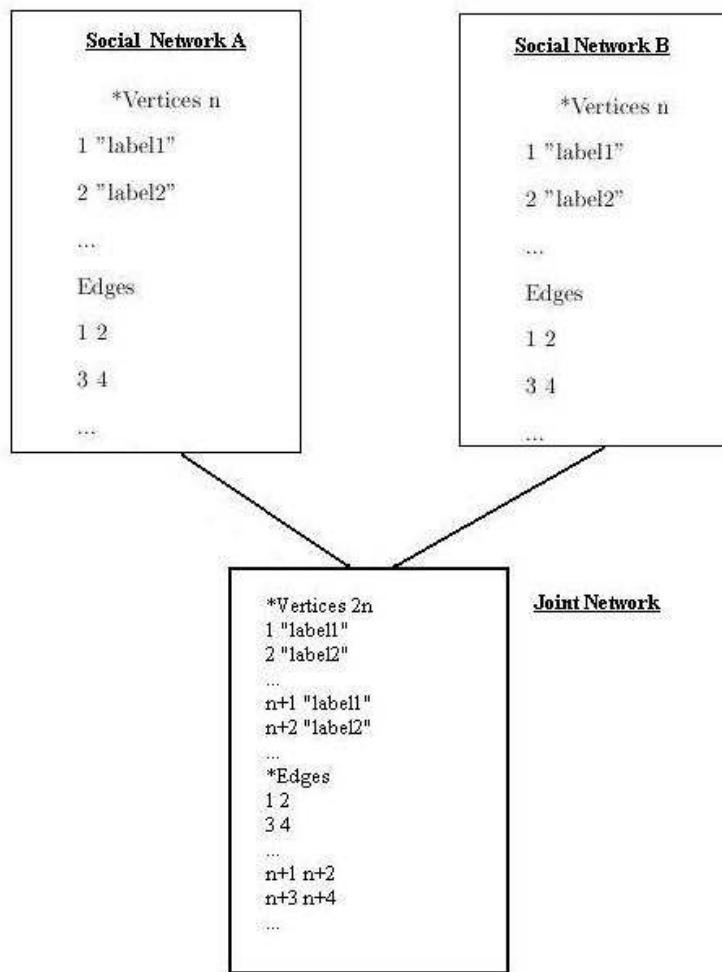 Social Network A
*Vertices n
1 "label1"
2 "label2"
...
Edges
1 2
3 4
...
Social Network B
*Vertices n
1 "label1"
2 "label2"
...
Edges
1 2
3 4
...
Joint Network
*Vertices 2n
1 "label1"
2 "label2"
...
n+1 "label1"
n+2 "label2"
...
*Edges
1 2
3 4
...
n+1 n+2
n+3 n+4
...